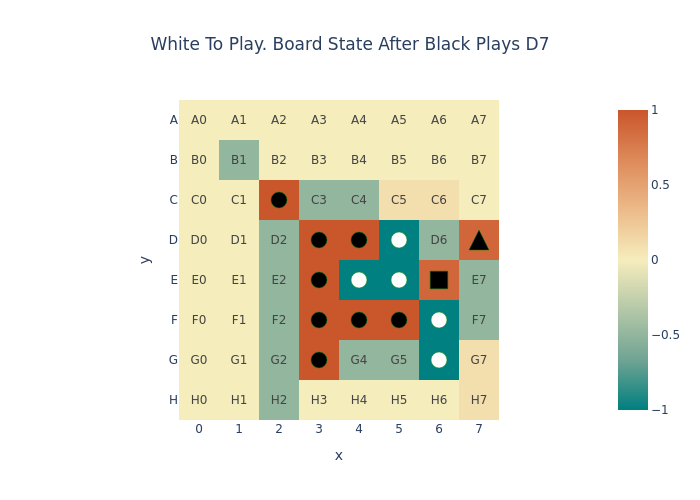 White To Play. Board State After Black Plays D7
A A0 A1 A2 A3 A4 A5 A6 A7
B B0 B1 B2 B3 B4 B5 B6 B7
C C0 C1 C3 C4 C5 C6 C7
D D0 D1 D2 D6
E E0 E1 E2 E7
F F0 F1 F2 F7
G G0 G1 G2 G4 G5 G7
H H0 H1 H2 H3 H4 H5 H6 H7
0 1 2 3 4 5 6 7
x
y
1
0.5
0
−0.5
−1